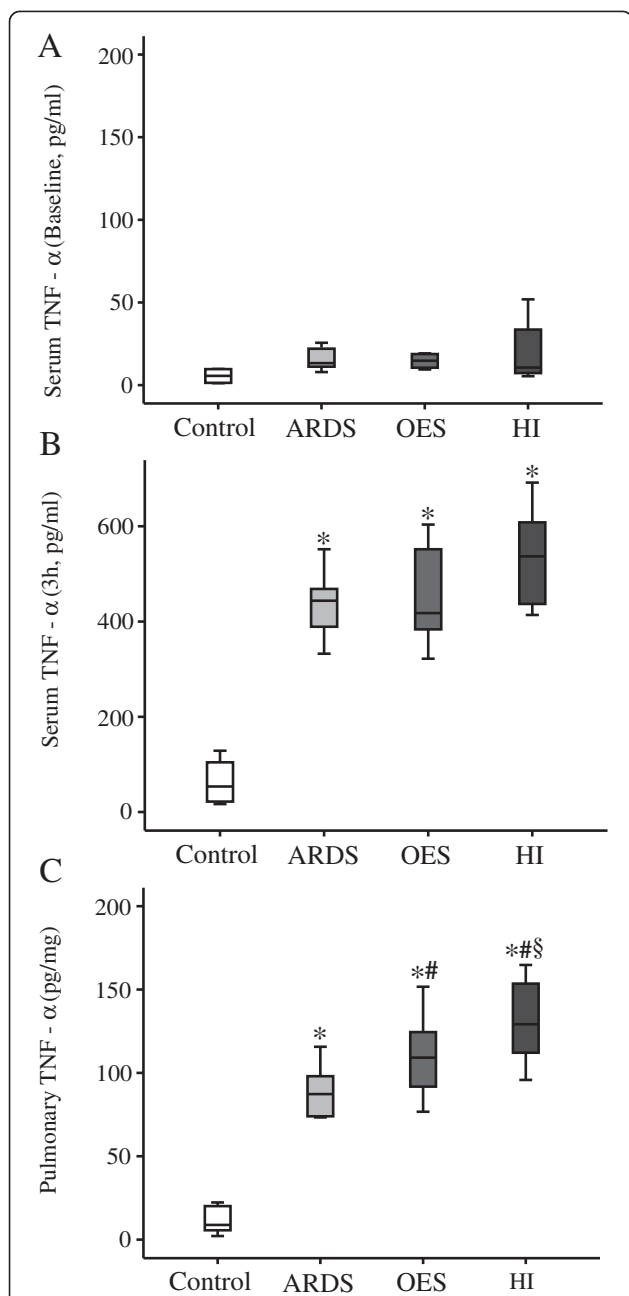 A
Serum TNF - α (Baseline, pg/ml)
200
150
100
50
0
Control ARDS OES HI
B
Serum TNF - α (3h, pg/ml)
600
400
200
0
* * *
Control ARDS OES HI
C
Pulmonary TNF - α (pg/mg)
200
150
100
50
0
* *# *#§
Control ARDS OES HI